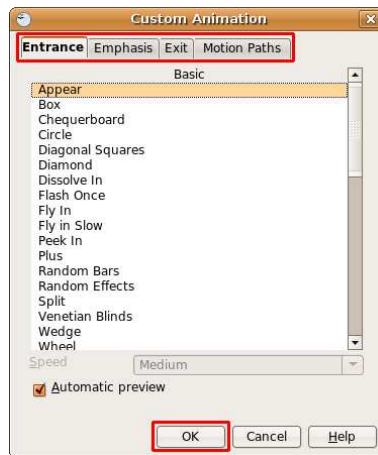 Custom Animation
Entrance Emphasis Exit Motion Paths
Basic
Appear
Box
Chequerboard
Circle
Diagonal Squares
Diamond
Dissolve In
Flash Once
Fly In
Fly in Slow
Peek In
Plus
Random Bars
Random Effects
Split
Venetian Blinds
Wedge
Wheel
Speed Medium
Automatic preview
OK Cancel Help